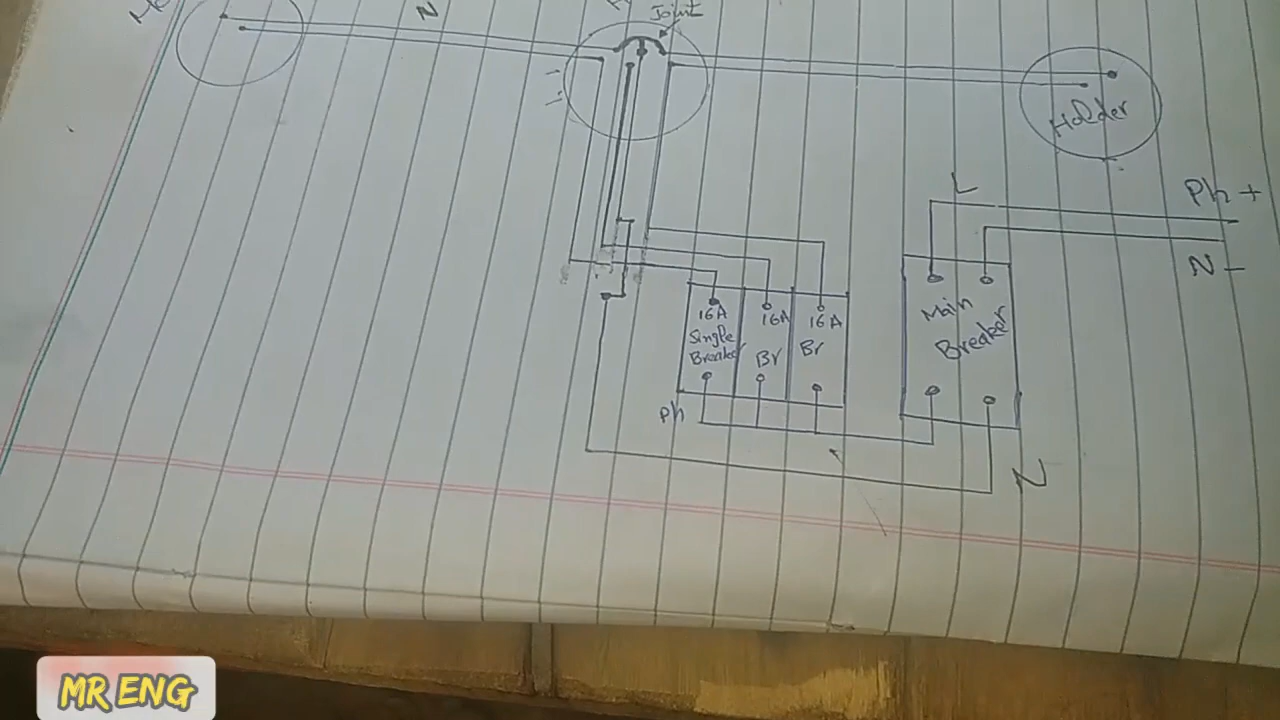 N
Joint
Holder
L
Ph +
N -
Main
Breaker
16A
Single
Breaker
16A
Br
16A
Br
Ph
N
MR ENG